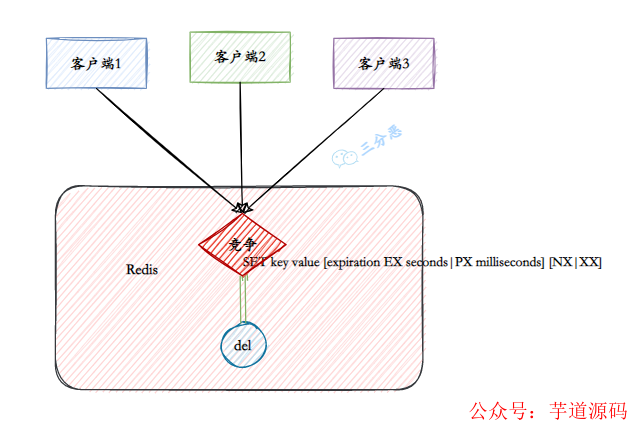 客户端1
客户端2
客户端3
三分恶
竞争
SET key value [expiration EX seconds|PX milliseconds] [NX|XX]
Redis
del
公众号：芋道源码